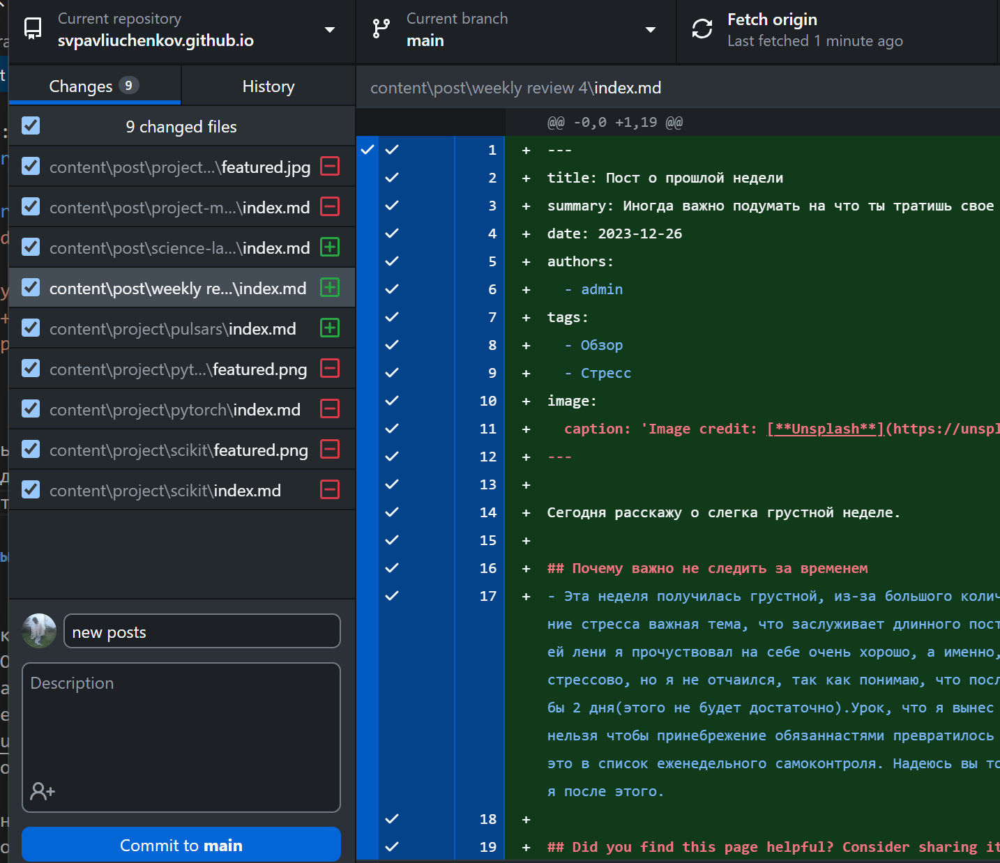 Current repository
svpavliuchenkov.github.io
Current branch
main
Fetch origin
Last fetched 1 minute ago
Changes 9
History
content\post\weekly review 4\index.md
9 changed files
content\post\project...\featured.jpg
content\post\project-m...\index.md
content\post\science-la...\index.md
content\post\weekly re...\index.md
content\project\pulsars\index.md
content\project\pyt...\featured.png
content\project\pytorch\index.md
content\project\scikit\featured.png
content\project\scikit\index.md
new posts
Description
Commit to main
@@ -0,0 +1,19 @@
1 + ---
2 + title: Пост о прошлой недели
3 + summary: Иногда важно подумать на что ты тратишь свое
4 + date: 2023-12-26
5 + authors:
6 + - admin
7 + tags:
8 + - Обзор
9 + - Стресс
10 + image:
11 + caption: 'Image credit: [**Unsplash**](https://unspl
12 + ---
13 +
14 + Сегодня расскажу о слегка грустной неделе.
15 +
16 + ## Почему важно не следить за временем
17 + - Эта неделя получилась грустной, из-за большого колич
ние стресса важная тема, что заслуживает длинного пост
ей лени я прочуствовал на себе очень хорошо, а именно,
стрессово, но я не отчаился, так как понимаю, что посл
бы 2 дня(этого не будет достаточно).Урок, что я вынес
нельзя чтобы принебрежение обязаннастями превратилось
это в список еженедельного самоконтроля. Надеюсь вы то
я после этого.
18 +
19 + ## Did you find this page helpful? Consider sharing it